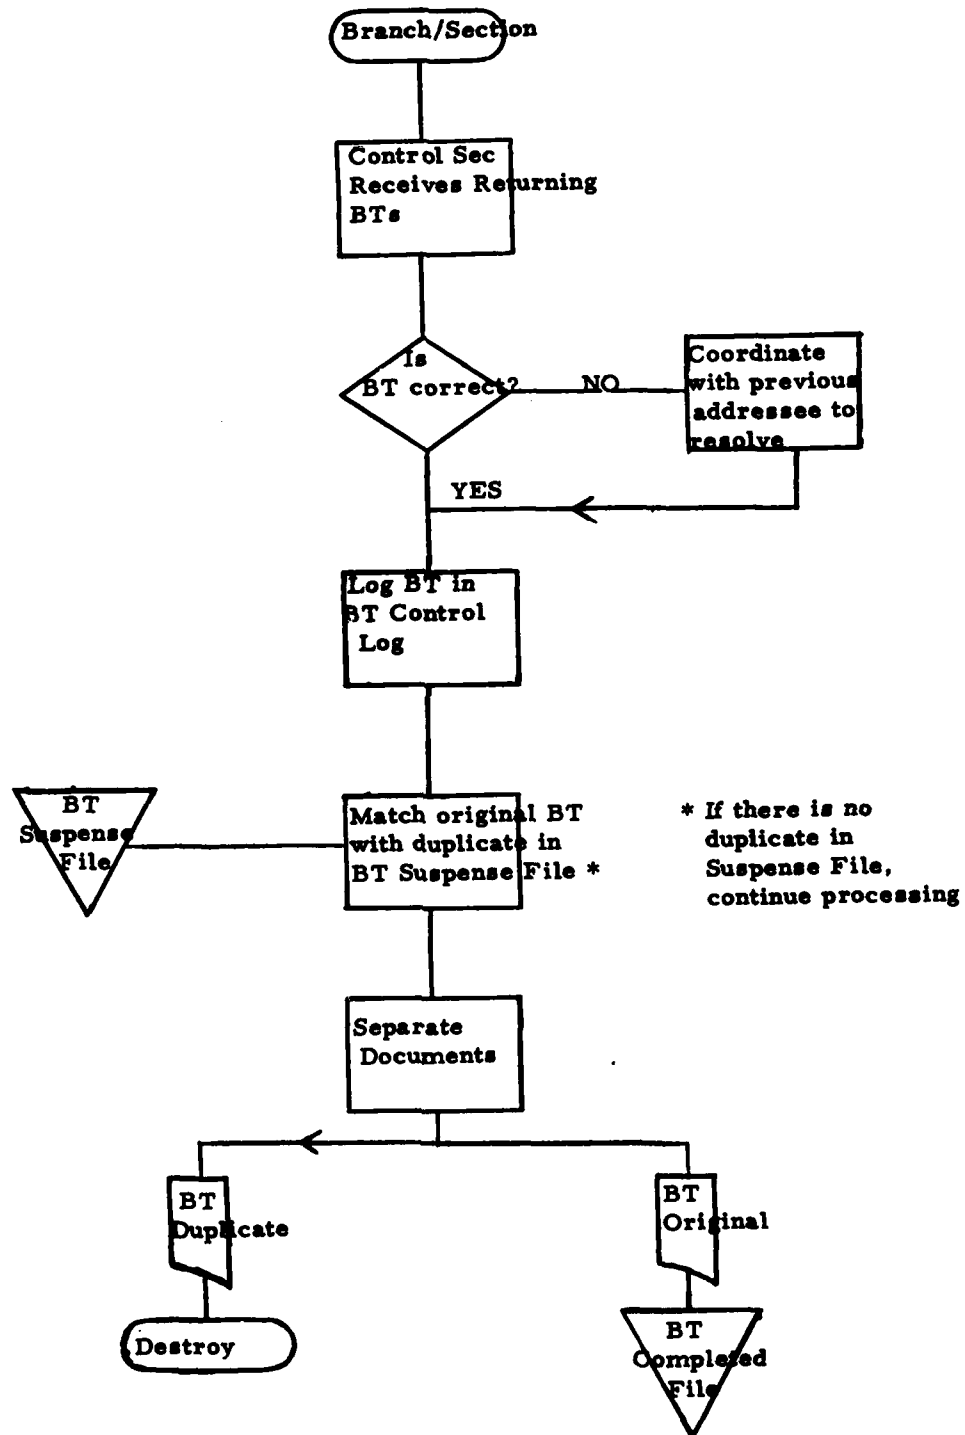 Branch/Section
Control Sec
Receives Returning
BTs
Is
BT correct?
NO
Coordinate
with previous
addressee to
resolve
YES
Log BT in
BT Control
Log
BT
Suspense
File
Match original BT
with duplicate in
BT Suspense File *
* If there is no
duplicate in
Suspense File,
continue processing
Separate
Documents
BT
Duplicate
BT
Original
Destroy
BT
Completed
File